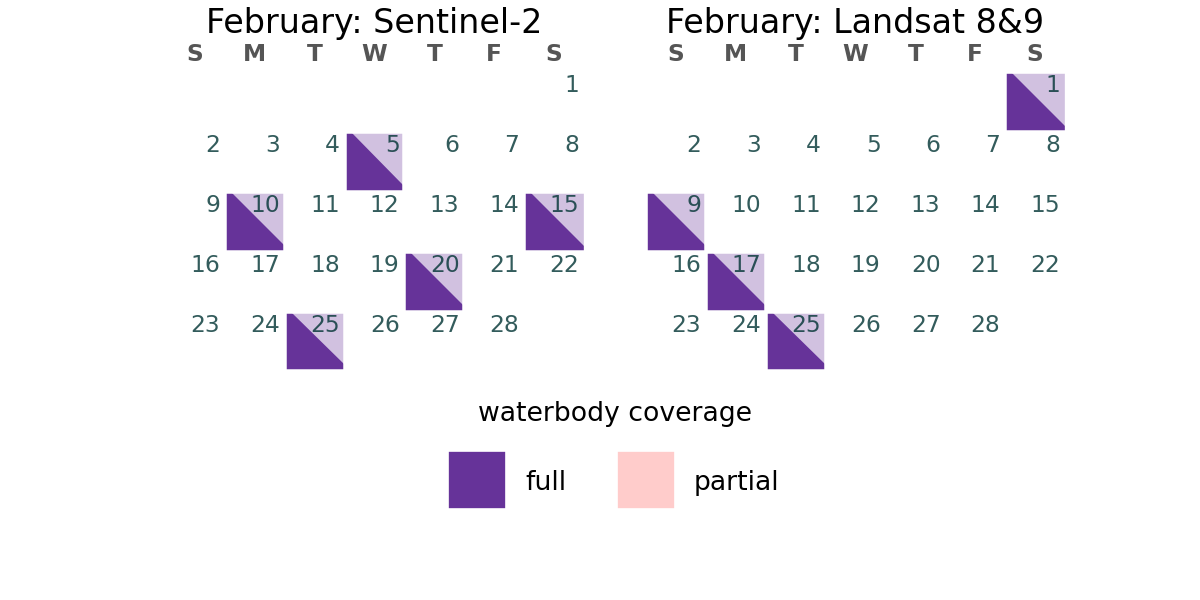 February: Sentinel-2
S M T W T F S
1
2 3 4 5 6 7 8
9 10 11 12 13 14 15
16 17 18 19 20 21 22
23 24 25 26 27 28
February: Landsat 8&9
S M T W T F S
1
2 3 4 5 6 7 8
9 10 11 12 13 14 15
16 17 18 19 20 21 22
23 24 25 26 27 28
waterbody coverage
full partial